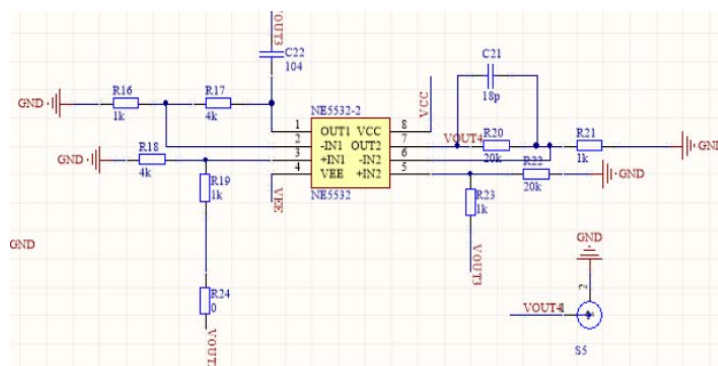 VOUT3
C22
104
C21
18p
R16
1k
R17
4k
GND
NE5532-2
VCC
1
OUT1
VCC
8
2
-IN1
OUT2
7
VOUT4
R20
20k
R21
1k
GND
3
+IN1
-IN2
6
4
VEE
+IN2
5
NE5532
VEE
GND
R18
4k
R19
1k
R22
20k
GND
R23
1k
VOUT3
GND
R24
0
GND
2
VOUT4
S5